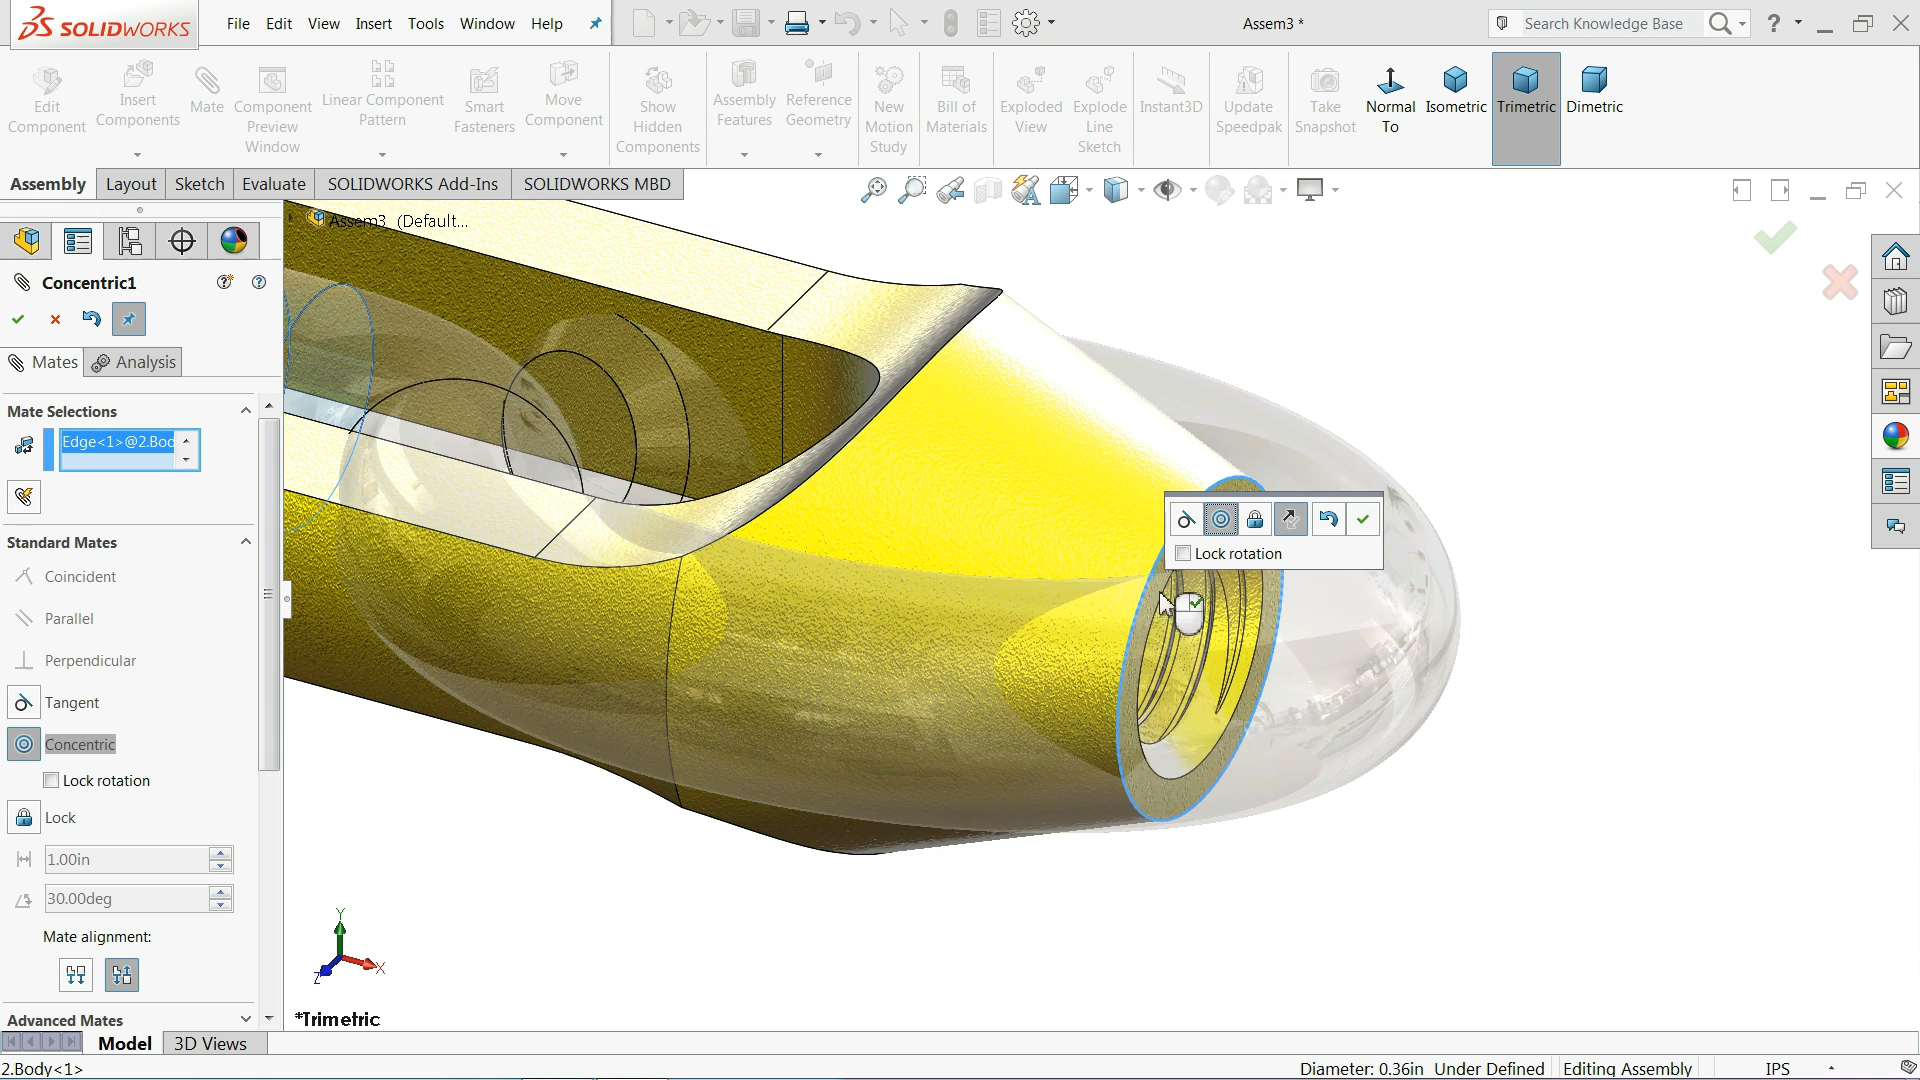 SOLIDWORKS
File Edit View Insert Tools Window Help
Assem3 *
Search Knowledge Base
Edit Component
Insert Components
Mate
Component Preview Window
Linear Component Pattern
Smart Fasteners
Move Component
Show Hidden Components
Assembly Features
Reference Geometry
New Motion Study
Bill of Materials
Exploded View
Explode Line Sketch
Instant3D
Update Speedpak
Take Snapshot
Normal To
Isometric
Trimetric
Dimetric
Assembly Layout Sketch Evaluate SOLIDWORKS Add-Ins SOLIDWORKS MBD
Assem3 (Default...
Concentric1
Mates Analysis
Mate Selections
Edge<1>@2.Bod
Standard Mates
Coincident
Parallel
Perpendicular
Tangent
Concentric
Lock rotation
Lock
1.00in
30.00deg
Mate alignment:
Advanced Mates
Lock rotation
Y
X
Z
*Trimetric
Model 3D Views
2.Body<1>
Diameter: 0.36in Under Defined Editing Assembly IPS